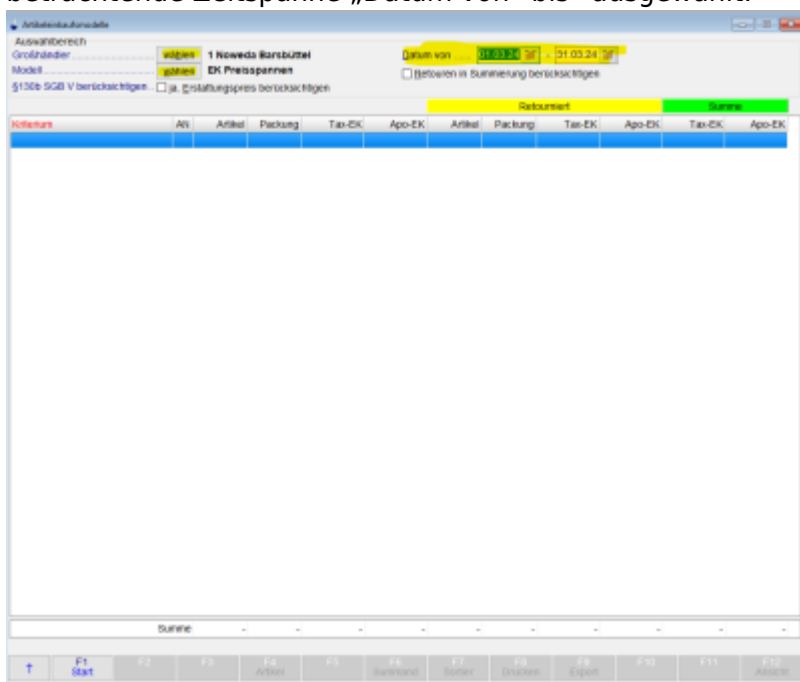 betrachtende Zeitspanne „Datum von" bis" ausgewählt.
Artikeleinkaufsmodelle
Auswahlbereich
Großhändler wählen 1 Noweda Barsbüttel Datum von 01.03.24 - 31.03.24
Modell wählen EK Preisspannen Retouren in Summierung berücksichtigen
§130b SGB V berücksichtigen ja, Erstattungspreis berücksichtigen
Retourniert Summe
Kriterium AN Artikel Packung Tax-EK Apo-EK Artikel Packung Tax-EK Apo-EK Tax-EK Apo-EK
Summe - - - - - - - - - -
↑ F1 F2 F3 F4 F5 F6 F7 F8 F9 F10 F11 F12
Start Artikel Summand Sortier Drucken Export Ansicht